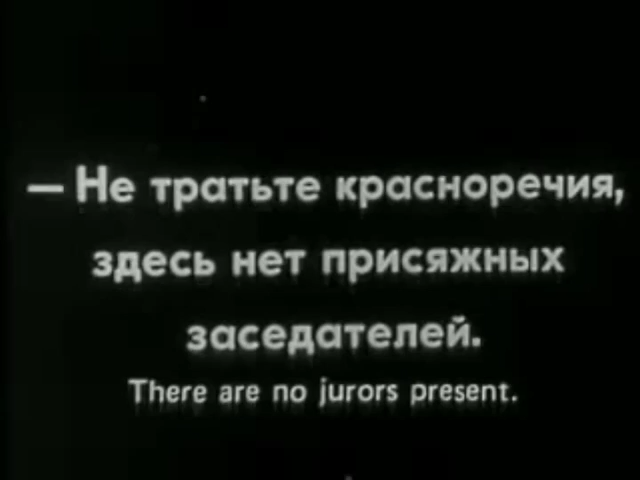 — Не тратьте красноречия,
здесь нет присяжных
заседателей.
There are no jurors present.